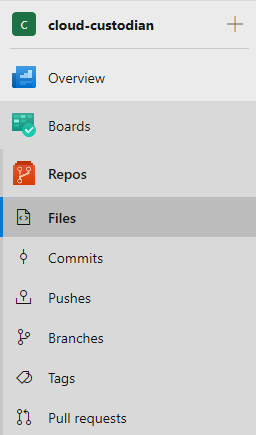 C cloud-custodian
Overview
Boards
Repos
Files
Commits
Pushes
Branches
Tags
Pull requests